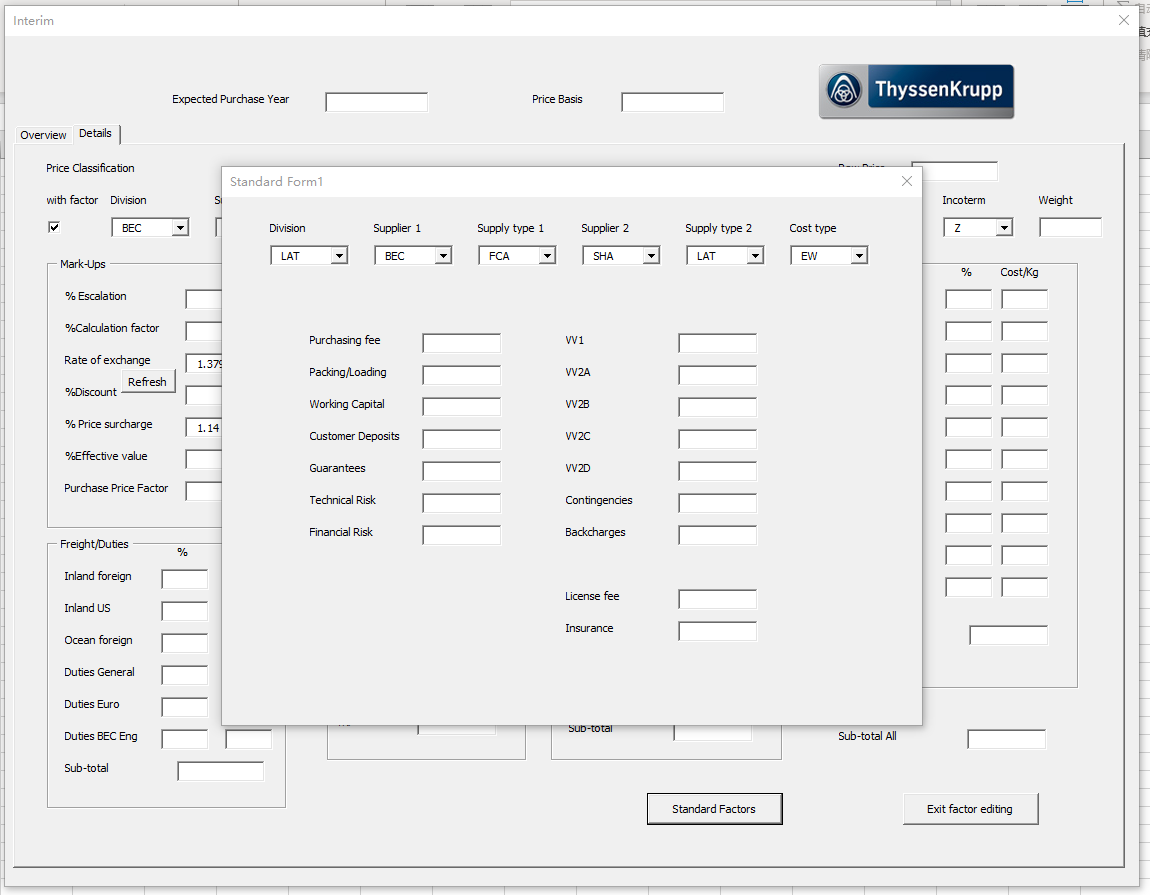 Interim
Expected Purchase Year
Price Basis
ThyssenKrupp
Overview
Details
Price Classification
with factor
Division
BEC
Incoterm
Z
Weight
Standard Form1
Division
Supplier 1
Supply type 1
Supplier 2
Supply type 2
Cost type
LAT
BEC
FCA
SHA
LAT
EW
Mark-Ups
% Escalation
%Calculation factor
Rate of exchange
1.379
Refresh
%Discount
% Price surcharge
1.14
%Effective value
Purchase Price Factor
Purchasing fee
Packing/Loading
Working Capital
Customer Deposits
Guarantees
Technical Risk
Financial Risk
VV1
VV2A
VV2B
VV2C
VV2D
Contingencies
Backcharges
License fee
Insurance
%
Cost/Kg
Freight/Duties
%
Inland foreign
Inland US
Ocean foreign
Duties General
Duties Euro
Duties BEC Eng
Sub-total
Sub-total
Sub-total All
Standard Factors
Exit factor editing